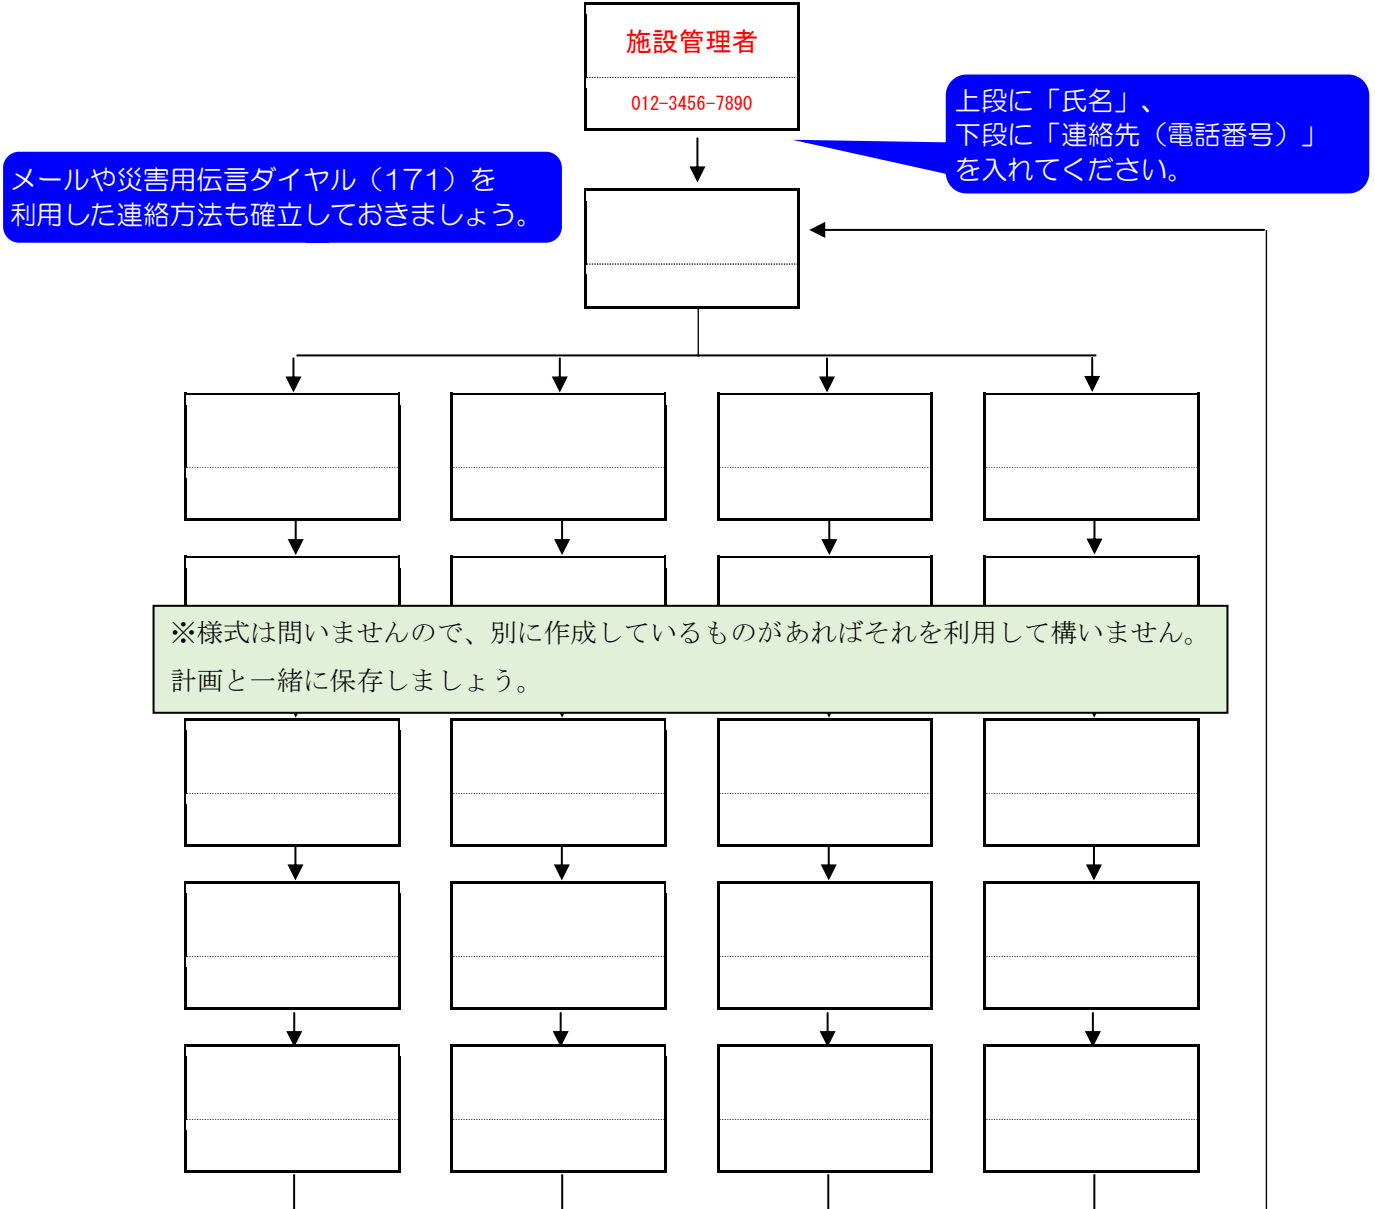 施設管理者
012-3456-7890
上段に「氏名」、
下段に「連絡先（電話番号）」
を入れてください。
メールや災害用伝言ダイヤル（171）を
利用した連絡方法も確立しておきましょう。
※様式は問いませんので、別に作成しているものがあればそれを利用して構いません。
計画と一緒に保存しましょう。